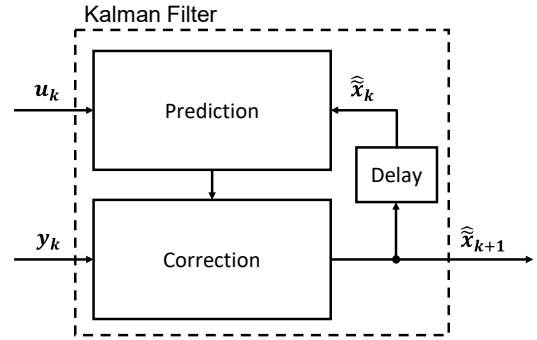 Kalman Filter
u_k
Prediction
x̃̂_k
Delay
y_k
Correction
x̃̂_{k+1}